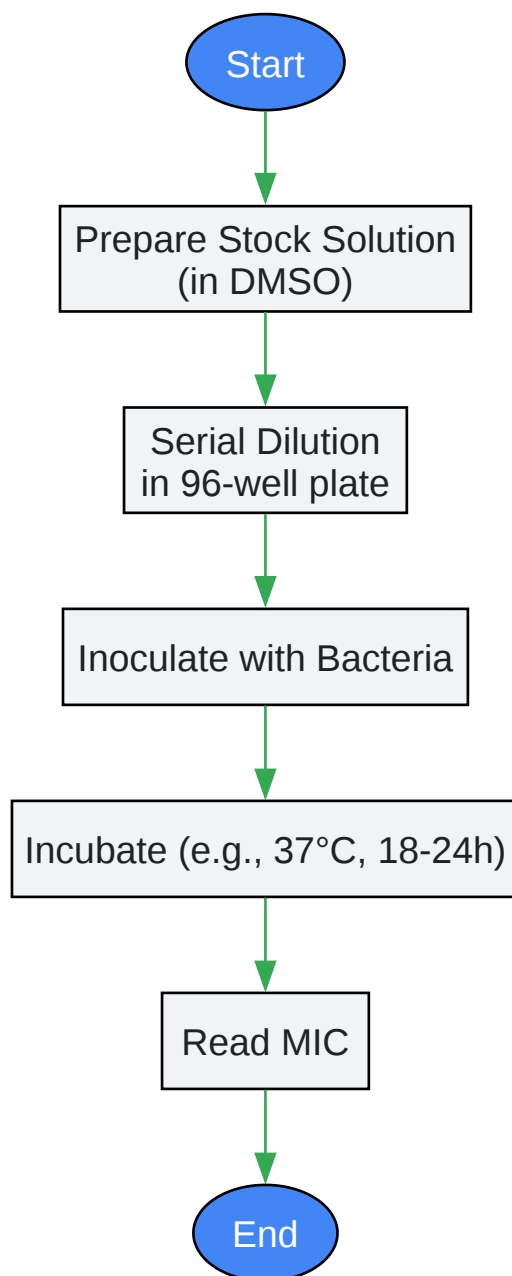 Start
Prepare Stock Solution
(in DMSO)
Serial Dilution
in 96-well plate
Inoculate with Bacteria
Incubate (e.g., 37°C, 18-24h)
Read MIC
End